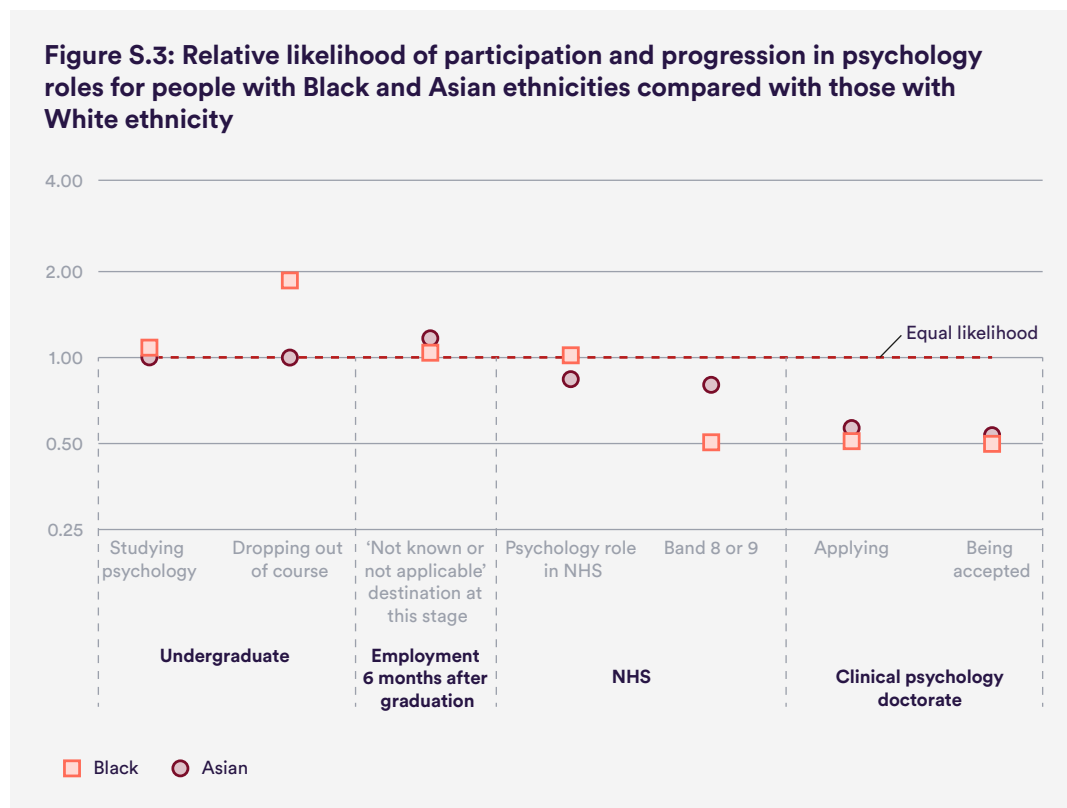 Figure S.3: Relative likelihood of participation and progression in psychology
roles for people with Black and Asian ethnicities compared with those with
White ethnicity
4.00
2.00
Equal likelihood
1.00
0.50
0.25
Studying
psychology
Dropping out
of course
‘Not known or
not applicable’
destination at
this stage
Psychology role
in NHS
Band 8 or 9
Applying
Being
accepted
Undergraduate
Employment
6 months after
graduation
NHS
Clinical psychology
doctorate
Black
Asian